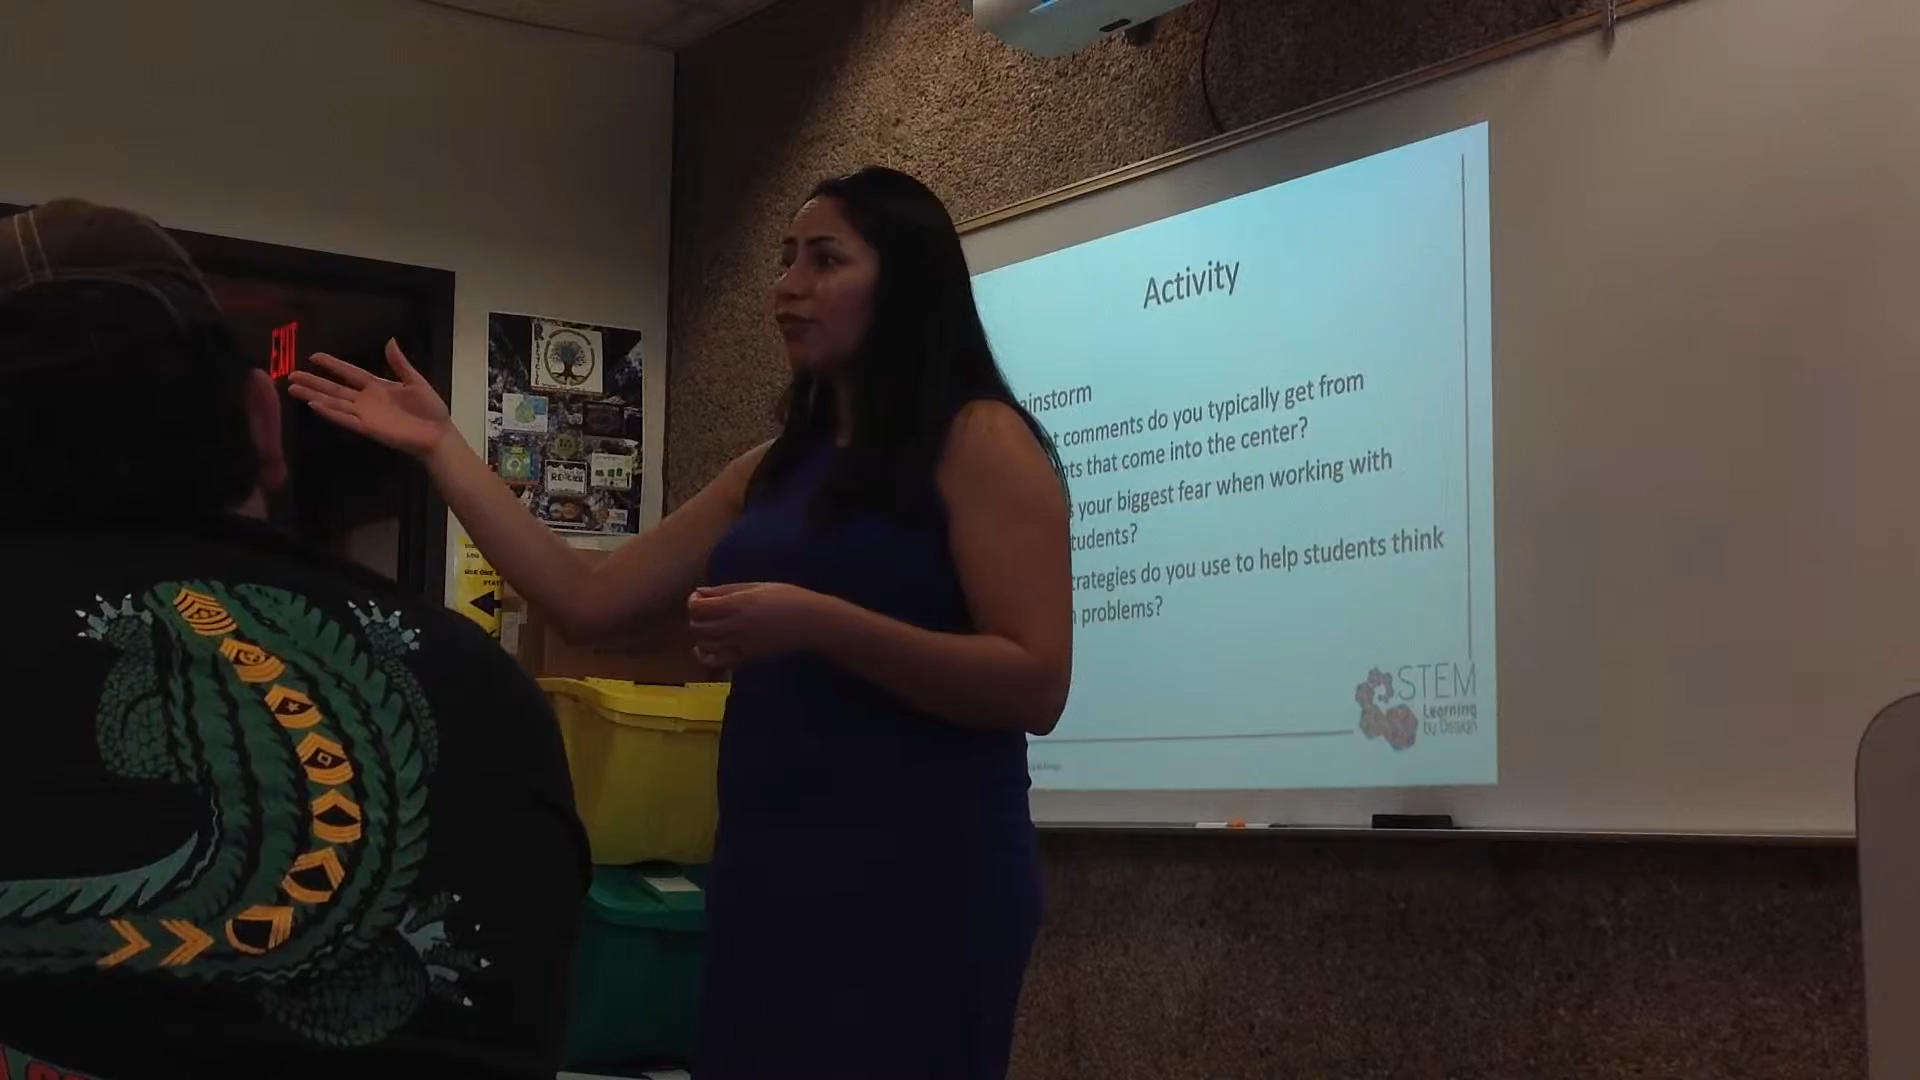 EXIT
Activity
ainstorm
t comments do you typically get from
nts that come into the center?
s your biggest fear when working with
tudents?
trategies do you use to help students think
h problems?
STEM
Learning
by Design